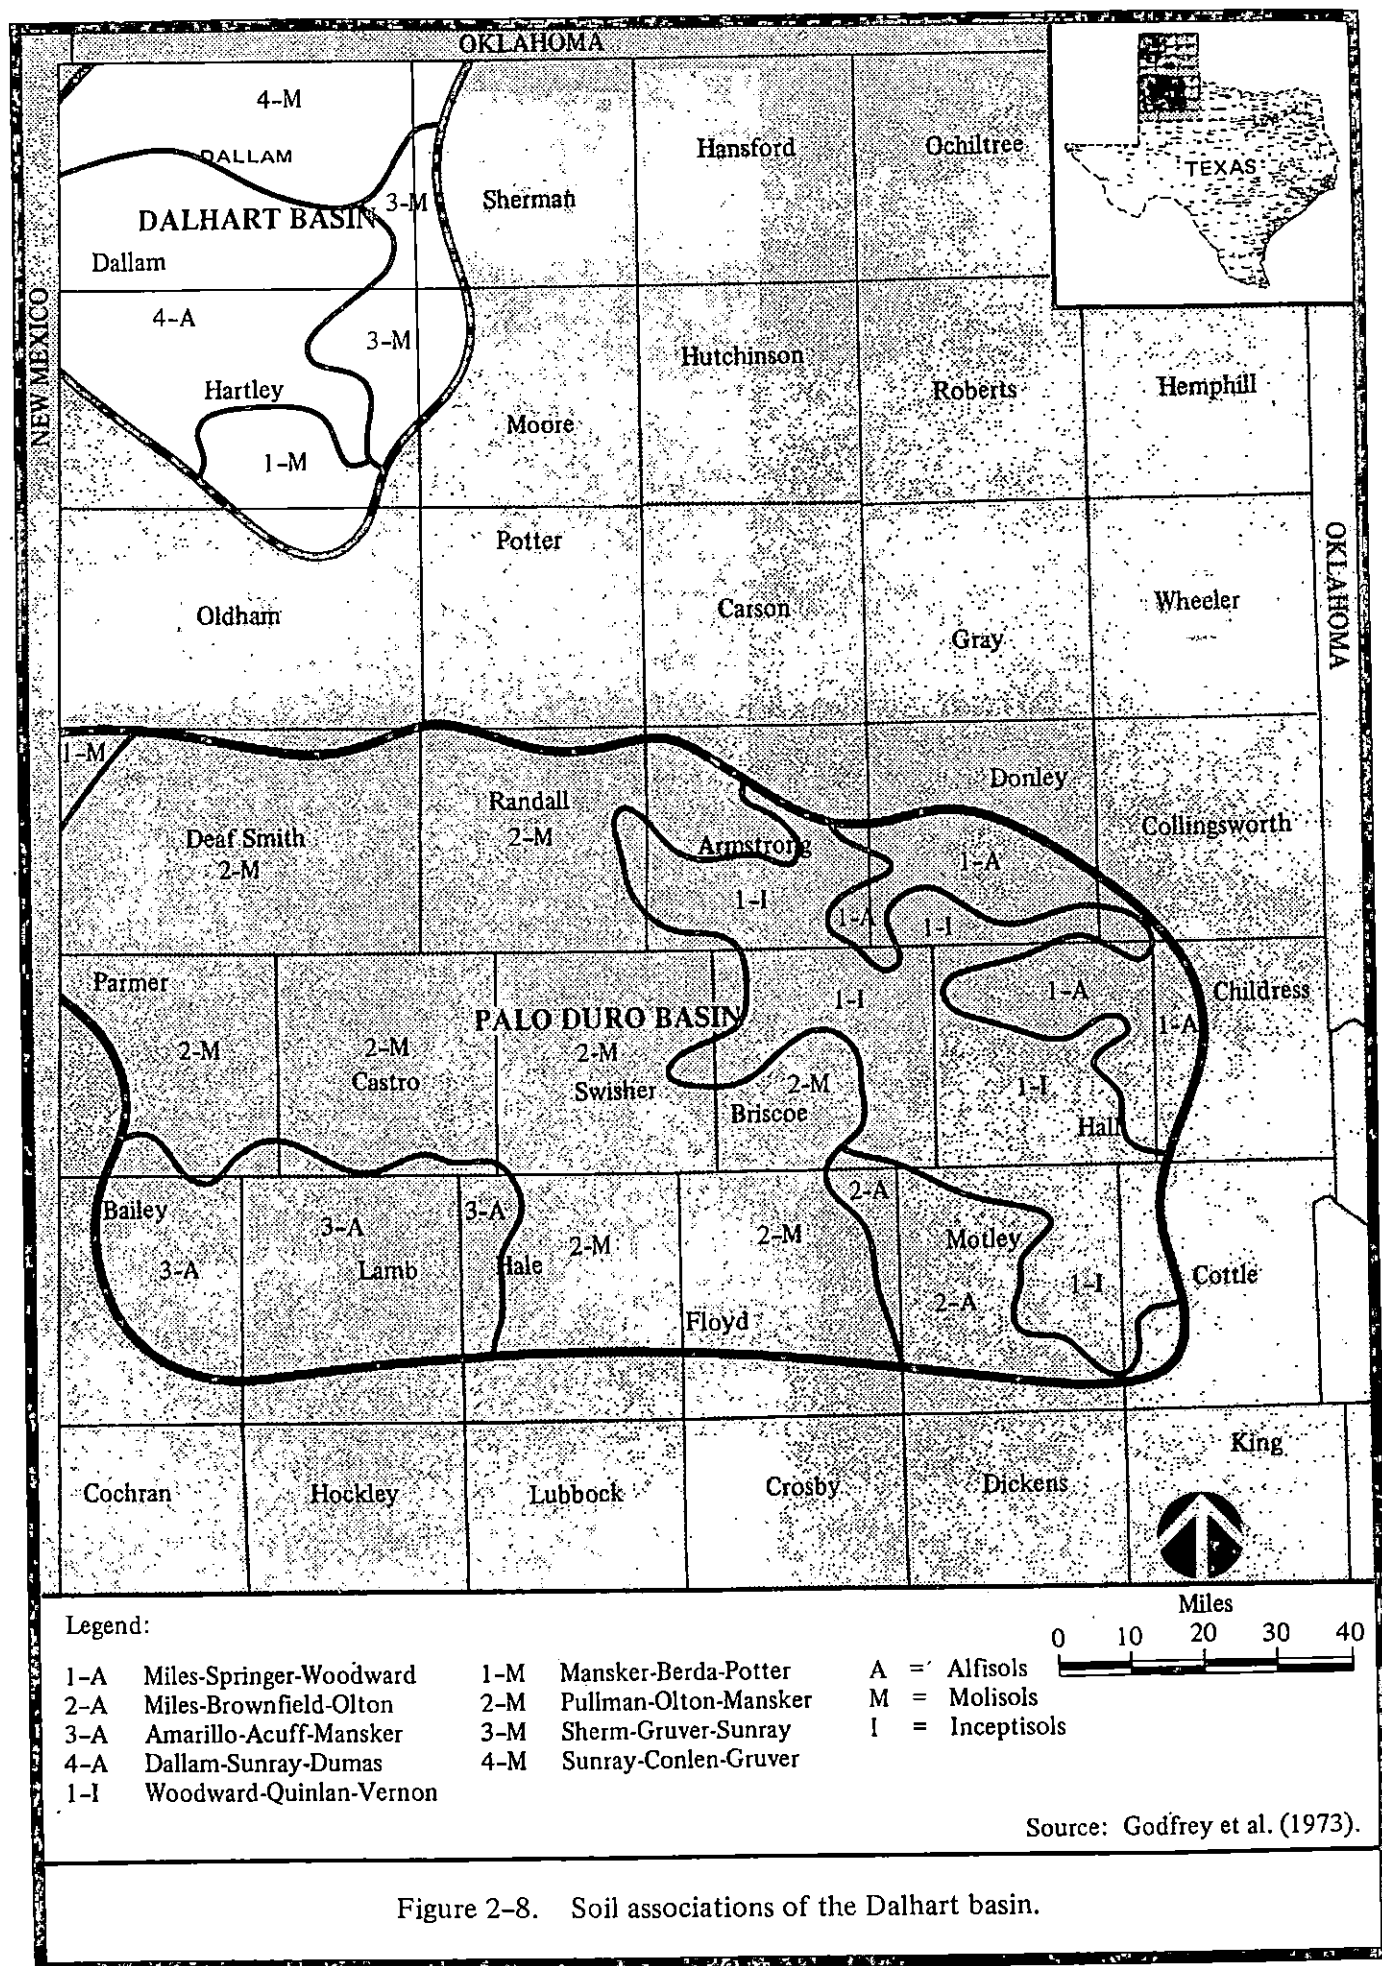 OKLAHOMA
4-M
DALLAM
Hansford
Ochiltree
TEXAS
3-M
Sherman
DALHART BASIN
Dallam
NEW MEXICO
4-A
3-M
Hutchinson
Hartley
Roberts
Hemphill
Moore
1-M
Potter
OKLAHOMA
Oldham
Carson
Wheeler
Gray
1-M
Donley
Randall
2-M
Deaf Smith
2-M
Armstrong
Collingsworth
1-A
1-I
1-A
1-I
Parmer
1-I
1-A
Childress
PALO DURO BASIN
1-A
2-M
2-M
Castro
2-M
Swisher
2-M
Briscoe
1-I
Hall
Bailey
3-A
3-A
2-A
3-A
Lamb
Hale
2-M
2-M
Motley
1-I
Cottle
2-A
Floyd
King
Cochran
Hockley
Lubbock
Crosby
Dickens
Legend:
1-A Miles-Springer-Woodward
2-A Miles-Brownfield-Olton
3-A Amarillo-Acuff-Mansker
4-A Dallam-Sunray-Dumas
1-I Woodward-Quinlan-Vernon
1-M Mansker-Berda-Potter
2-M Pullman-Olton-Mansker
3-M Sherm-Gruver-Sunray
4-M Sunray-Conlen-Gruver
A = Alfisols
M = Molisols
I = Inceptisols
Miles
0 10 20 30 40
Source: Godfrey et al. (1973).
Figure 2-8. Soil associations of the Dalhart basin.